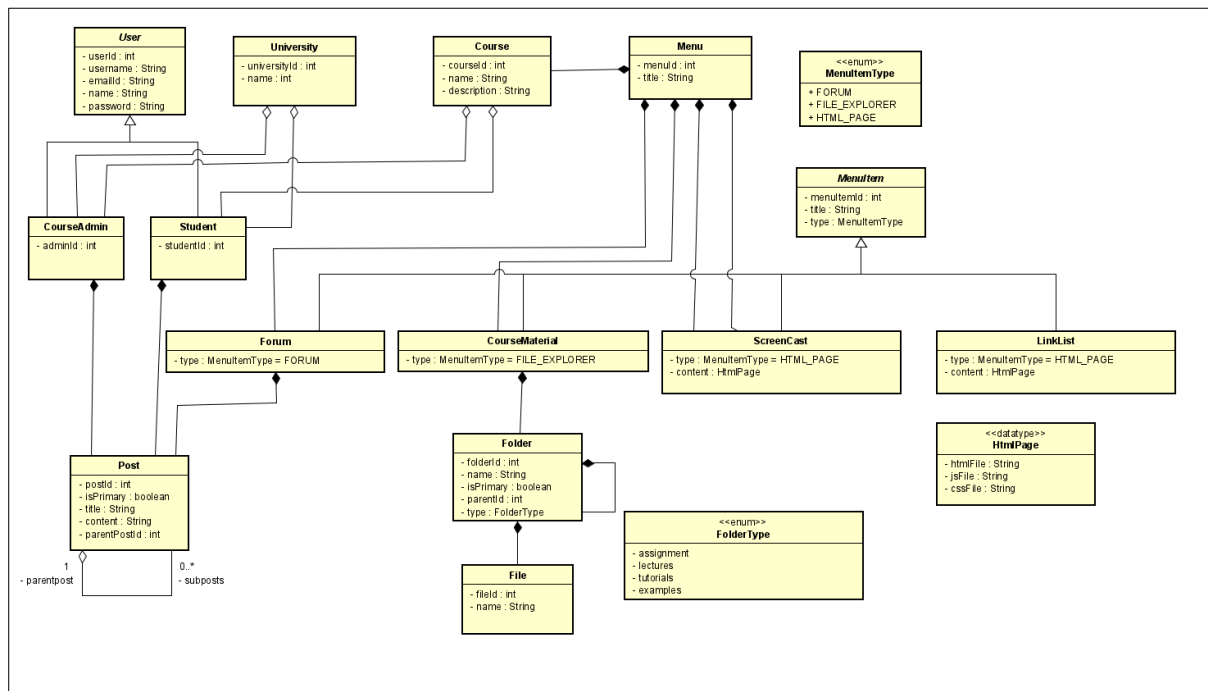 User
- userId : int
- username : String
- emailId : String
- name : String
- password : String
University
- universityId : int
- name : int
Course
- courseId : int
- name : String
- description : String
Menu
- menuId : int
- title : String
<<enum>>
MenuItemType
+ FORUM
+ FILE_EXPLORER
+ HTML_PAGE
MenuItem
- menuItemId : int
- title : String
- type : MenuItemType
CourseAdmin
- adminId : int
Student
- studentId : int
Forum
- type : MenuItemType = FORUM
CourseMaterial
- type : MenuItemType = FILE_EXPLORER
ScreenCast
- type : MenuItemType = HTML_PAGE
- content : HtmlPage
LinkList
- type : MenuItemType = HTML_PAGE
- content : HtmlPage
<<datatype>>
HtmlPage
- htmlFile : String
- jsFile : String
- cssFile : String
Post
- postId : int
- isPrimary : boolean
- title : String
- content : String
- parentPostId : int
1
- parentpost
0..*
- subposts
Folder
- folderId : int
- name : String
- isPrimary : boolean
- parentId : int
- type : FolderType
<<enum>>
FolderType
- assignment
- lectures
- tutorials
- examples
File
- fileId : int
- name : String